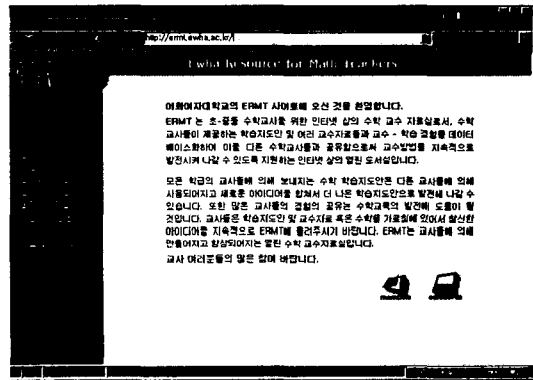 http://ermt.ewha.ac.kr/
Ewha Resource for Math Teachers
이화여자대학교의 ERMT 사이트에 오신 것을 환영합니다.
ERMT 는 초-중등 수학교사를 위한 인터넷 상의 수학 교수 자료실로서, 수학
교사들이 제공하는 학습지도안 및 여러 교수자료들과 교수 - 학습 경험을 데이터
베이스화하여 이를 다른 수학교사들과 공유함으로써 교수방법을 지속적으로
발전시켜 나갈 수 있도록 지원하는 인터넷 상의 열린 도서실입니다.
모든 학급의 교사들에 의해 보내지는 수학 학습지도안은 다른 교사들에 의해
사용되어지고 새로운 아이디어를 합쳐서 더 나은 학습지도안으로 발전해 나갈 수
있습니다. 또한 많은 교사들의 경험의 공유는 수학교육의 발전에 도움이 될
것입니다. 교사들은 학습지도안 및 교수자료 혹은 수학을 가르침에 있어서 참신한
아이디어를 지속적으로 ERMT에 올려주시기 바랍니다. ERMT는 교사들에 의해
만들어지고 향상되어지는 열린 수학 교수자료실입니다.
교사 여러분들의 많은 참여 바랍니다.